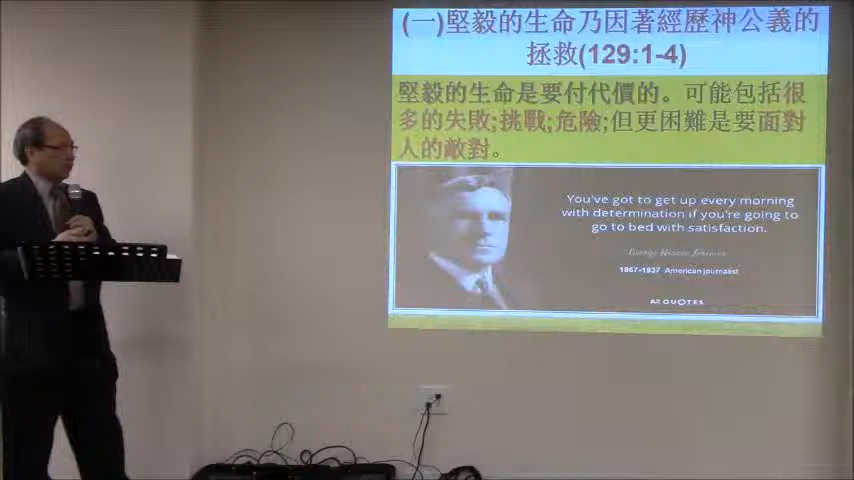 (一)堅毅的生命乃因著經歷神公義的
拯救(129:1-4)
堅毅的生命是要付代價的。可能包括很
多的失敗;挑戰;危險;但更困難是要面對
人的敵對。
You've got to get up every morning
with determination if you're going to
go to bed with satisfaction.
George Horace Lorimer
1867-1937 American journalist
AZ QUOTES